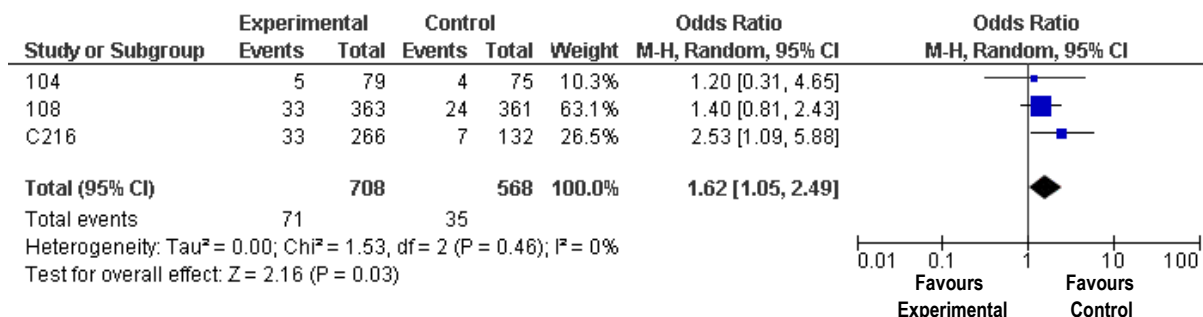 Experimental Control Odds Ratio Odds Ratio
Study or Subgroup Events Total Events Total Weight M-H, Random, 95% CI M-H, Random, 95% CI
104 5 79 4 75 10.3% 1.20 [0.31, 4.65]
108 33 363 24 361 63.1% 1.40 [0.81, 2.43]
C216 33 266 7 132 26.5% 2.53 [1.09, 5.88]
Total (95% CI) 708 568 100.0% 1.62 [1.05, 2.49]
Total events 71 35
Heterogeneity: Tau² = 0.00; Chi² = 1.53, df = 2 (P = 0.46); I² = 0%
Test for overall effect: Z = 2.16 (P = 0.03)
0.01 0.1 1 10 100
Favours Favours
Experimental Control